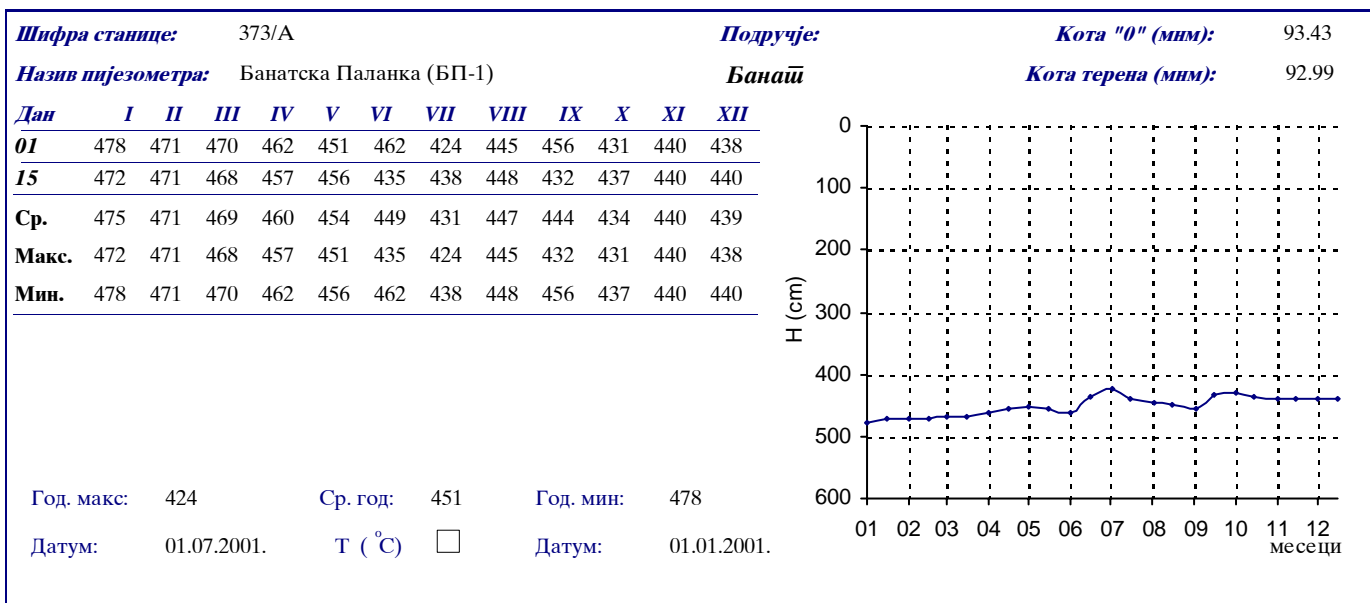 Шифра станице: 373/А Подручје: Кота "0" (мнм): 93.43
Назив пијезометра: Банатска Паланка (БП-1) Банат Кота терена (мнм): 92.99
Дан I II III IV V VI VII VIII IX X XI XII
01 478 471 470 462 451 462 424 445 456 431 440 438
15 472 471 468 457 456 435 438 448 432 437 440 440
Ср. 475 471 469 460 454 449 431 447 444 434 440 439
Макс. 472 471 468 457 451 435 424 445 432 431 440 438
Мин. 478 471 470 462 456 462 438 448 456 437 440 440
0
100
200
300
400
500
600
H (cm)
01 02 03 04 05 06 07 08 09 10 11 12
месеци
Год. макс: 424 Ср. год: 451 Год. мин: 478
Датум: 01.07.2001. Т ( °C) Датум: 01.01.2001.